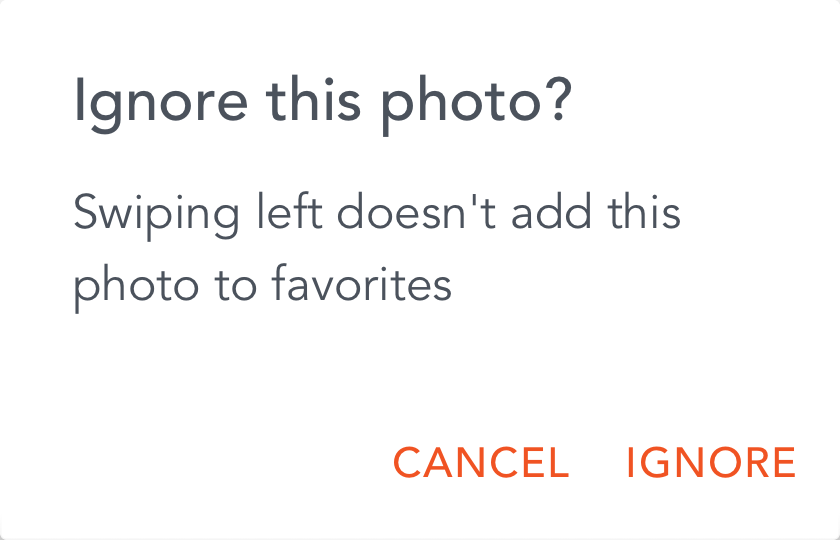 Ignore this photo?
Swiping left doesn't add this
photo to favorites
CANCEL IGNORE